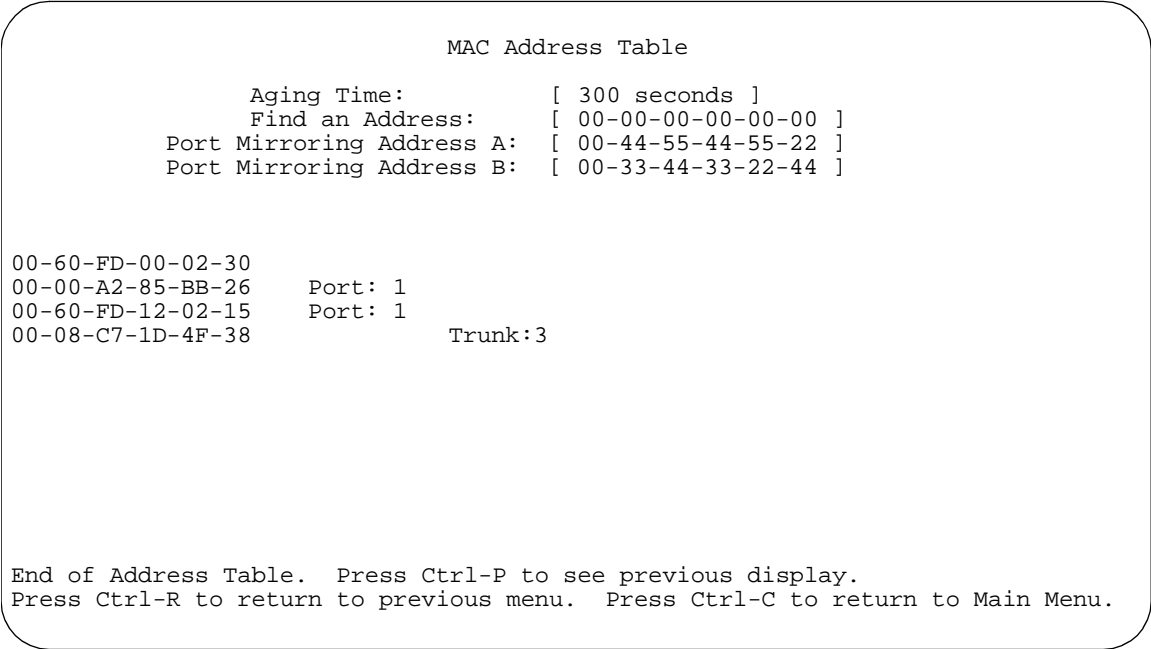 MAC Address Table
Aging Time: [ 300 seconds ]
Find an Address: [ 00-00-00-00-00-00 ]
Port Mirroring Address A: [ 00-44-55-44-55-22 ]
Port Mirroring Address B: [ 00-33-44-33-22-44 ]
00-60-FD-00-02-30
00-00-A2-85-BB-26 Port: 1
00-60-FD-12-02-15 Port: 1
00-08-C7-1D-4F-38 Trunk:3
End of Address Table. Press Ctrl-P to see previous display.
Press Ctrl-R to return to previous menu. Press Ctrl-C to return to Main Menu.